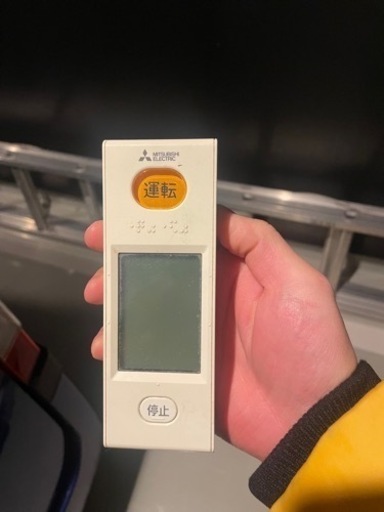 MITSUBISHI
ELECTRIC
運転
停止